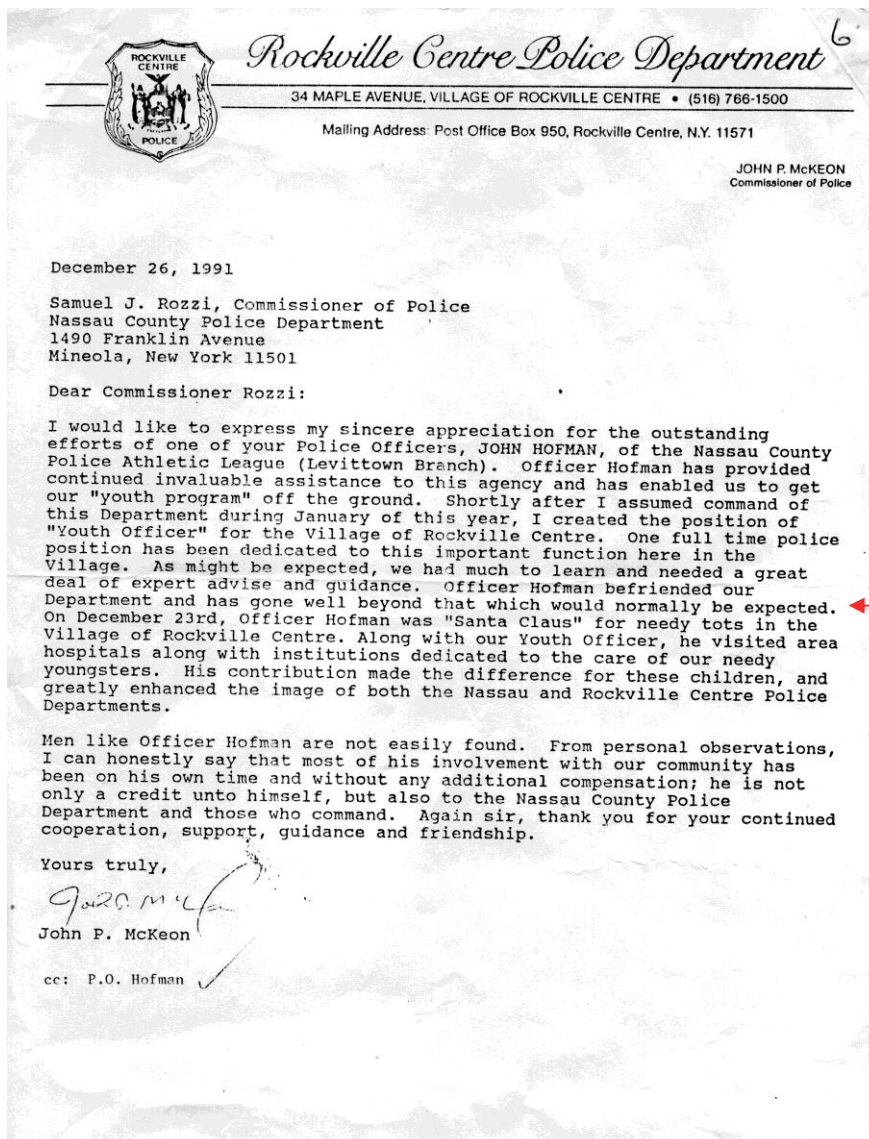 6
Rockville Centre Police Department
ROCKVILLE
CENTRE
POLICE
34 MAPLE AVENUE, VILLAGE OF ROCKVILLE CENTRE • (516) 766-1500
Mailing Address: Post Office Box 950, Rockville Centre, N.Y. 11571
JOHN P. McKEON
Commissioner of Police
December 26, 1991
Samuel J. Rozzi, Commissioner of Police
Nassau County Police Department
1490 Franklin Avenue
Mineola, New York 11501
Dear Commissioner Rozzi:
I would like to express my sincere appreciation for the outstanding
efforts of one of your Police Officers, JOHN HOFMAN, of the Nassau County
Police Athletic League (Levittown Branch). Officer Hofman has provided
continued invaluable assistance to this agency and has enabled us to get
our "youth program" off the ground. Shortly after I assumed command of
this Department during January of this year, I created the position of
"Youth Officer" for the Village of Rockville Centre. One full time police
position has been dedicated to this important function here in the
Village. As might be expected, we had much to learn and needed a great
deal of expert advise and guidance. Officer Hofman befriended our
Department and has gone well beyond that which would normally be expected.
On December 23rd, Officer Hofman was "Santa Claus" for needy tots in the
Village of Rockville Centre. Along with our Youth Officer, he visited area
hospitals along with institutions dedicated to the care of our needy
youngsters. His contribution made the difference for these children, and
greatly enhanced the image of both the Nassau and Rockville Centre Police
Departments.
Men like Officer Hofman are not easily found. From personal observations,
I can honestly say that most of his involvement with our community has
been on his own time and without any additional compensation; he is not
only a credit unto himself, but also to the Nassau County Police
Department and those who command. Again sir, thank you for your continued
cooperation, support, guidance and friendship.
Yours truly,
John P. McKeon
cc: P.O. Hofman